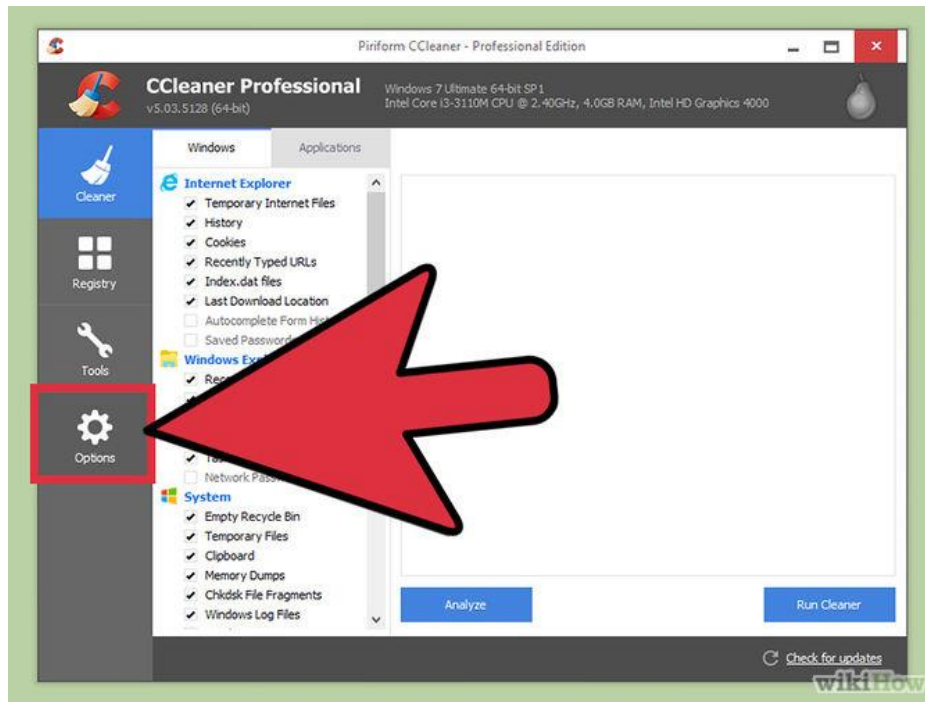 Piriform CCleaner - Professional Edition
CCleaner Professional
v5.03.5128 (64-bit)
Windows 7 Ultimate 64-bit SP1
Intel Core i3-3110M CPU @ 2.40GHz, 4.0GB RAM, Intel HD Graphics 4000
Cleaner
Registry
Tools
Options
Windows Applications
Internet Explorer
Temporary Internet Files
History
Cookies
Recently Typed URLs
Index.dat files
Last Download Location
Autocomplete Form
Saved
Windows
System
Empty Recycle Bin
Temporary Files
Clipboard
Memory Dumps
Chkdsk File Fragments
Windows Log Files
Network
Analyze
Run Cleaner
Check for updates
wikiHow